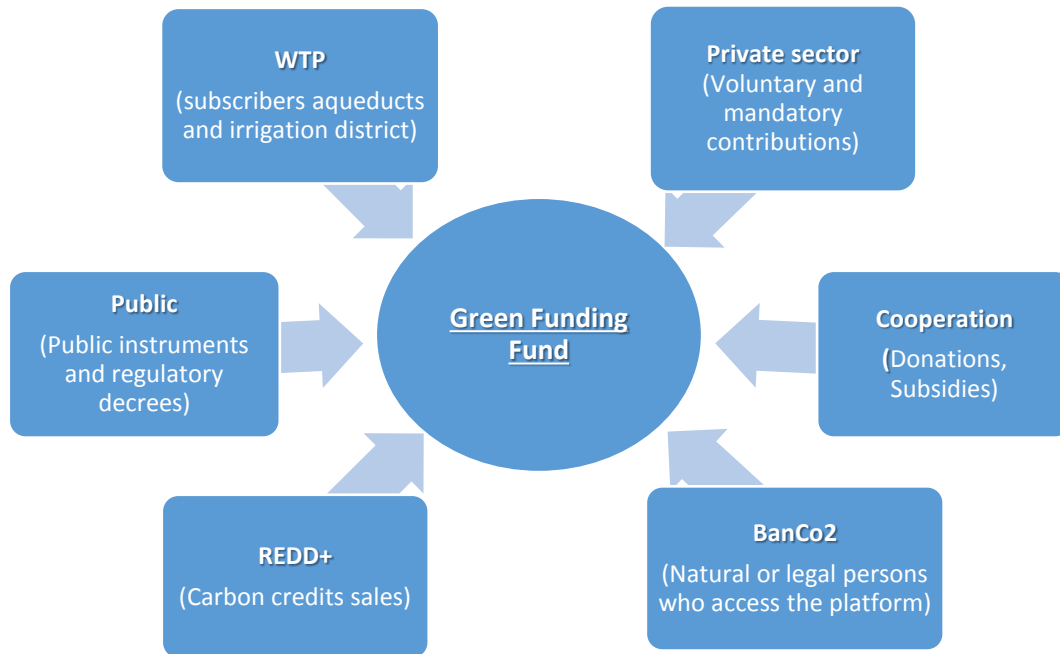 WTP
(subscribers aqueducts
and irrigation district)
Private sector
(Voluntary and
mandatory
contributions)
Public
(Public instruments
and regulatory
decrees)
Green Funding
Fund
Cooperation
(Donations,
Subsidies)
REDD+
(Carbon credits sales)
BanCo2
(Natural or legal persons
who access the platform)